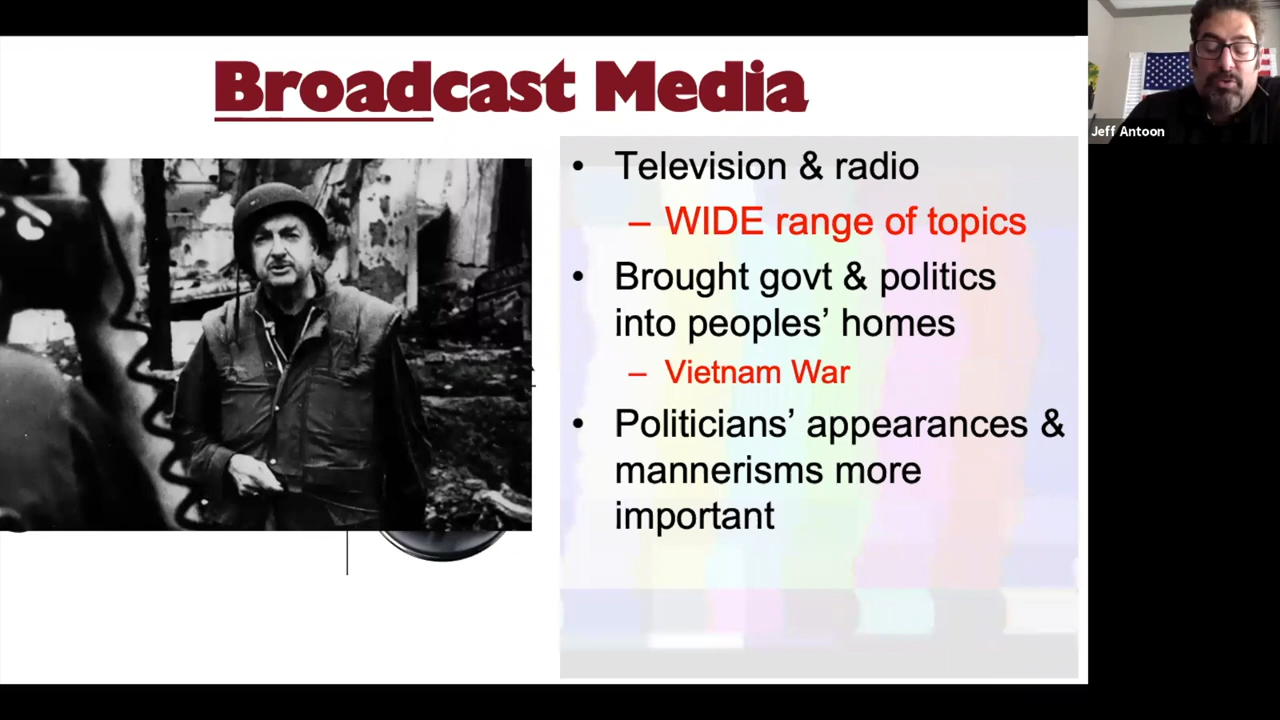 Broadcast Media
Jeff Antoon
• Television & radio
– WIDE range of topics
• Brought govt & politics
into peoples’ homes
– Vietnam War
• Politicians’ appearances &
mannerisms more
important